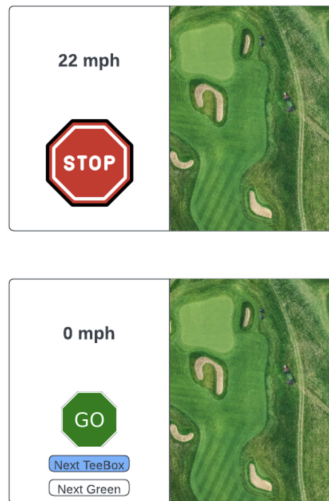 22 mph
STOP
0 mph
GO
Next TeeBox
Next Green